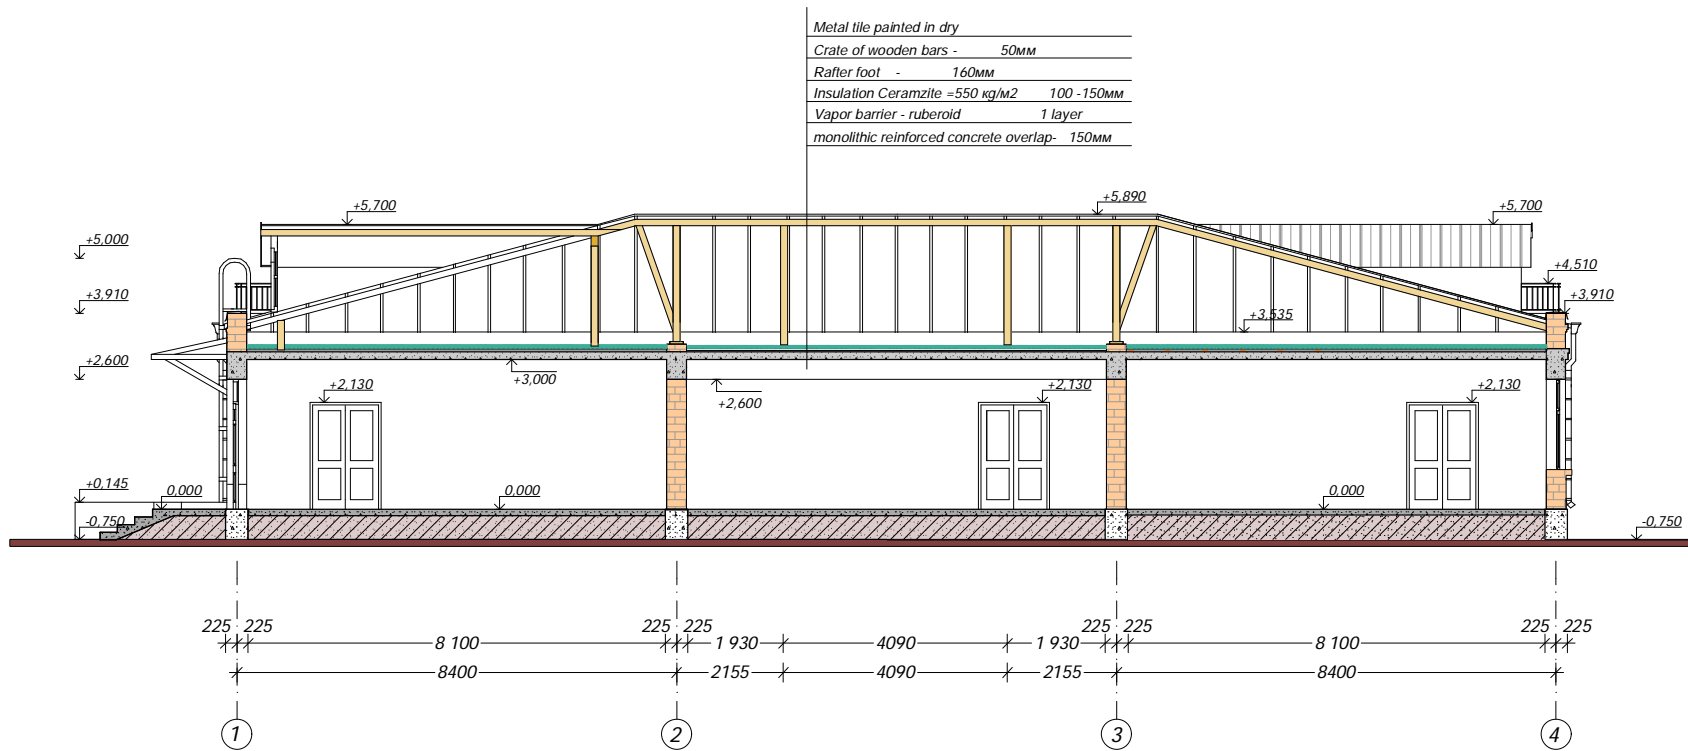 Metal tile painted in dry
Crate of wooden bars - 50мм
Rafter foot - 160мм
Insulation Ceramzite =550 кg/м2 100 -150мм
Vapor barrier - ruberoid 1 layer
monolithic reinforced concrete overlap- 150мм
+5,700 +5,890 +5,700
+5,000
+4,510
+3,910 +3,910
+3,535
+2,600 +3,000
+2,130 +2,600 +2,130 +2,130
+0,145 0,000 0,000 0,000
-0,750 -0,750
225 225 225 225 225 225 225 225
8 100 1 930 4090 1 930 8 100
8400 2155 4090 2155 8400
1 2 3 4